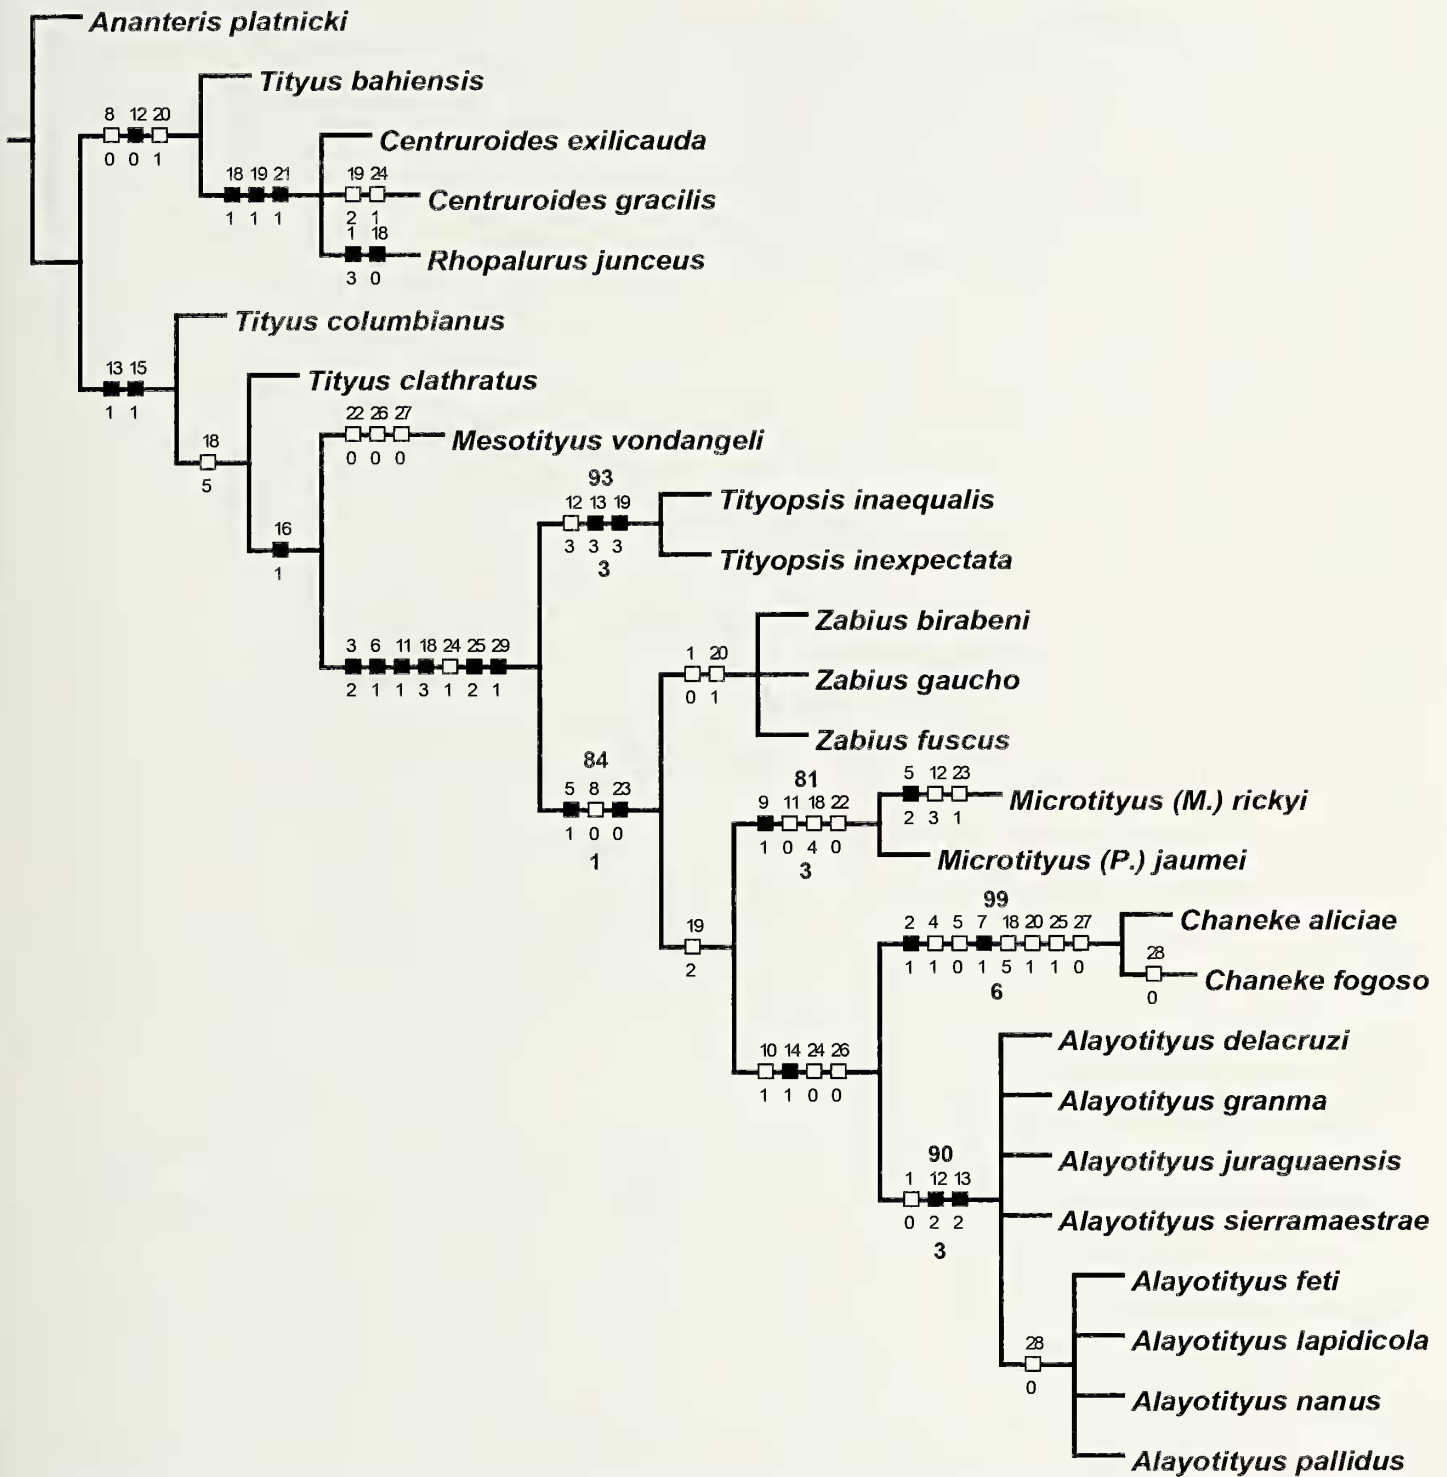 Ananteris platnicki
Tityus bahiensis
8 12 20
0 0 1
Centruroides exilicauda
18 19 21
1 1 1
19 24
2 1
Centruroides gracilis
1 18
3 0
Rhopalurus junceus
Tityus columbianus
13 15
1 1
Tityus clathratus
18
5
22 26 27
0 0 0
Mesotityus vondangeli
16
1
93
12 13 19
3 3 3
3
Tityopsis inaequalis
Tityopsis inexpectata
Zabius birabeni
3 6 11 18 24 25 29
2 1 1 3 1 2 1
1 20
0 1
Zabius gaucho
Zabius fuscus
84
5 8 23
1 0 0
1
81
9 11 18 22
1 0 4 0
3
5 12 23
2 3 1
Microtityus (M.) rickyi
Microtityus (P.) jaumei
19
2
99
2 4 5 7 18 20 25 27
1 1 0 1 5 1 1 0
6
Chaneke aliciae
28
0
Chaneke fogoso
10 14 24 26
1 1 0 0
Alayotityus delacruzi
Alayotityus granma
90
1 12 13
0 2 2
3
Alayotityus juraguaensis
Alayotityus sierramaestrae
Alayotityus feti
28
0
Alayotityus lapidicola
Alayotityus nanus
Alayotityus pallidus